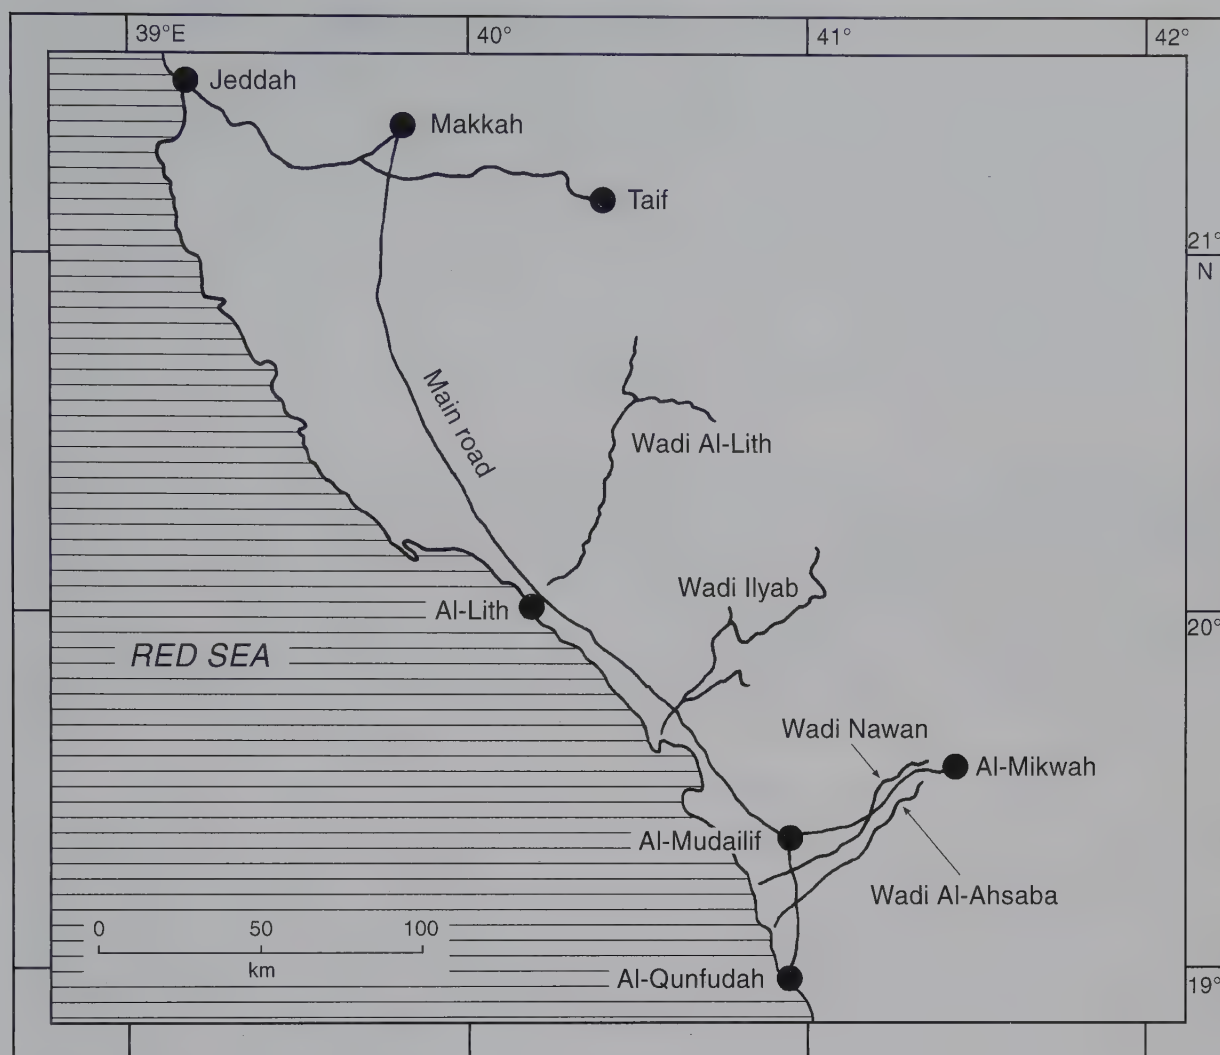 39°E
40°
41°
42°
Jeddah
Makkah
Taif
21°
N
Main road
Wadi Al-Lith
Wadi Ilyab
Al-Lith
20°
RED SEA
Wadi Nawan
Al-Mikwah
Al-Mudailif
Wadi Al-Ahsaba
0 50 100
km
Al-Qunfudah
19°